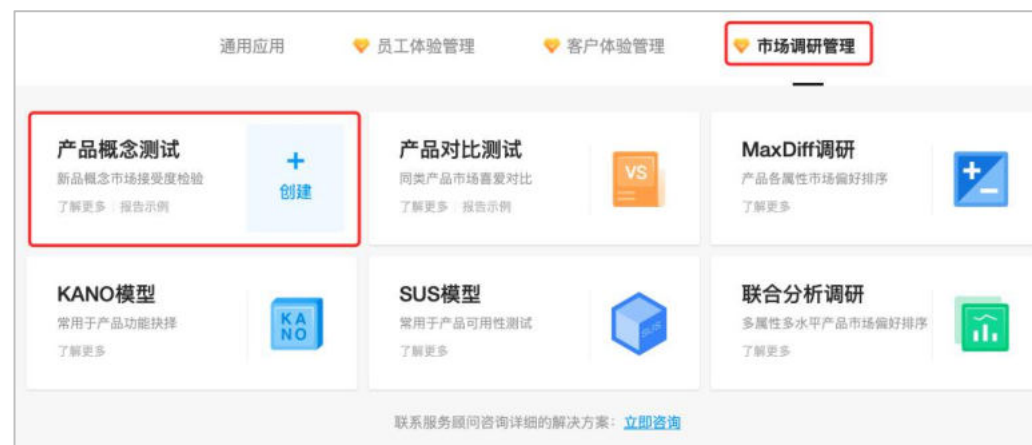 通用应用 员工体验管理 客户体验管理 市场调研管理
产品概念测试
新品概念市场接受度检验
了解更多 报告示例
+
创建
产品对比测试
同类产品市场喜爱对比
了解更多 报告示例
VS
MaxDiff调研
产品各属性市场偏好排序
了解更多
KANO模型
常用于产品功能抉择
了解更多
KA
NO
SUS模型
常用于产品可用性测试
了解更多
SUS
联合分析调研
多属性多水平产品市场偏好排序
了解更多
联系服务顾问咨询详细的解决方案：立即咨询